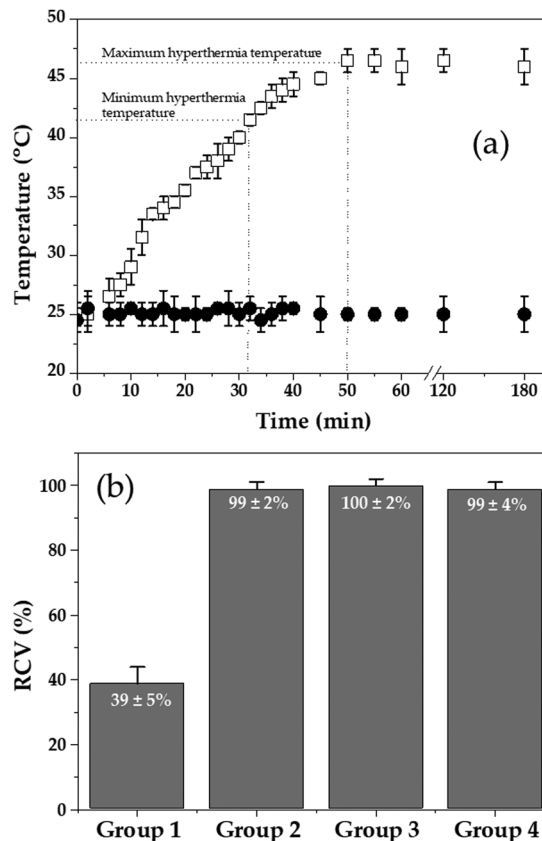 50
Maximum hyperthermia temperature
45
Minimum hyperthermia
temperature
40
(a)
35
30
25
20
Temperature (°C)
0 10 20 30 40 50 60 120 180
Time (min)
(b)
100
99 ± 2% 100 ± 2% 99 ± 4%
80
60
40
39 ± 5%
20
0
RCV (%)
Group 1 Group 2 Group 3 Group 4